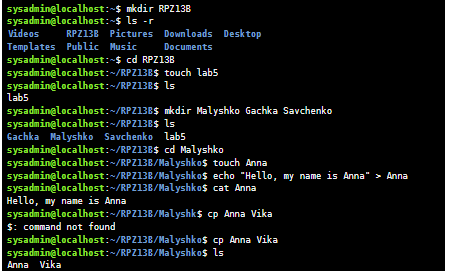 sysadmin@localhost:~$ mkdir RPZ13B
sysadmin@localhost:~$ ls -r
Videos     RPZ13B  Pictures  Downloads  Desktop
Templates  Public  Music     Documents
sysadmin@localhost:~$ cd RPZ13B
sysadmin@localhost:~/RPZ13B$ touch lab5
sysadmin@localhost:~/RPZ13B$ ls
lab5
sysadmin@localhost:~/RPZ13B$ mkdir Malyshko Gachka Savchenko
sysadmin@localhost:~/RPZ13B$ ls
Gachka  Malyshko  Savchenko  lab5
sysadmin@localhost:~/RPZ13B$ cd Malyshko
sysadmin@localhost:~/RPZ13B/Malyshko$ touch Anna
sysadmin@localhost:~/RPZ13B/Malyshko$ echo "Hello, my name is Anna" > Anna
sysadmin@localhost:~/RPZ13B/Malyshko$ cat Anna
Hello, my name is Anna
sysadmin@localhost:~/RPZ13B/Malyshko$ $ cp Anna Vika
$: command not found
sysadmin@localhost:~/RPZ13B/Malyshko$ cp Anna Vika
sysadmin@localhost:~/RPZ13B/Malyshko$ ls
Anna  Vika